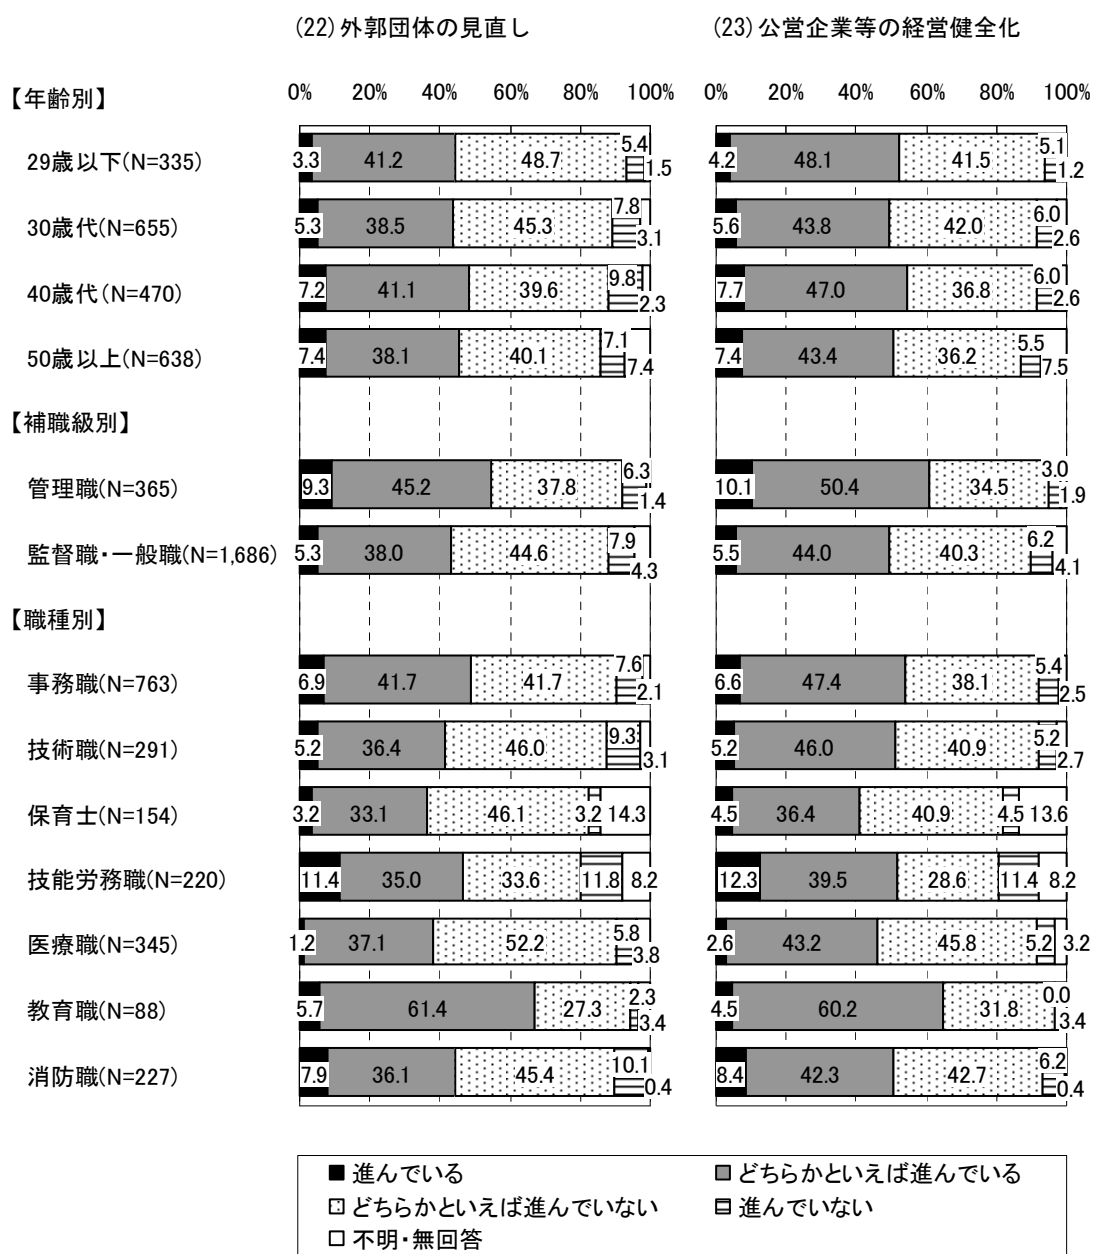 (22)外郭団体の見直し (23)公営企業等の経営健全化
【年齢別】 0% 20% 40% 60% 80% 100% 0% 20% 40% 60% 80% 100%
29歳以下(N=335) 3.3 41.2 48.7 5.4 1.5 4.2 48.1 41.5 5.1 1.2
30歳代(N=655) 5.3 38.5 45.3 7.8 3.1 5.6 43.8 42.0 6.0 2.6
40歳代(N=470) 7.2 41.1 39.6 9.8 2.3 7.7 47.0 36.8 6.0 2.6
50歳以上(N=638) 7.4 38.1 40.1 7.1 7.4 7.4 43.4 36.2 5.5 7.5
【補職級別】
管理職(N=365) 9.3 45.2 37.8 6.3 1.4 10.1 50.4 34.5 3.0 1.9
監督職・一般職(N=1,686) 5.3 38.0 44.6 7.9 4.3 5.5 44.0 40.3 6.2 4.1
【職種別】
事務職(N=763) 6.9 41.7 41.7 7.6 2.1 6.6 47.4 38.1 5.4 2.5
技術職(N=291) 5.2 36.4 46.0 9.3 3.1 5.2 46.0 40.9 5.2 2.7
保育士(N=154) 3.2 33.1 46.1 3.2 14.3 4.5 36.4 40.9 4.5 13.6
技能労務職(N=220) 11.4 35.0 33.6 11.8 8.2 12.3 39.5 28.6 11.4 8.2
医療職(N=345) 1.2 37.1 52.2 5.8 3.8 2.6 43.2 45.8 5.2 3.2
教育職(N=88) 5.7 61.4 27.3 2.3 3.4 4.5 60.2 31.8 0.0 3.4
消防職(N=227) 7.9 36.1 45.4 10.1 0.4 8.4 42.3 42.7 6.2 0.4
進んでいる どちらかといえば進んでいる
どちらかといえば進んでいない 進んでいない
不明・無回答